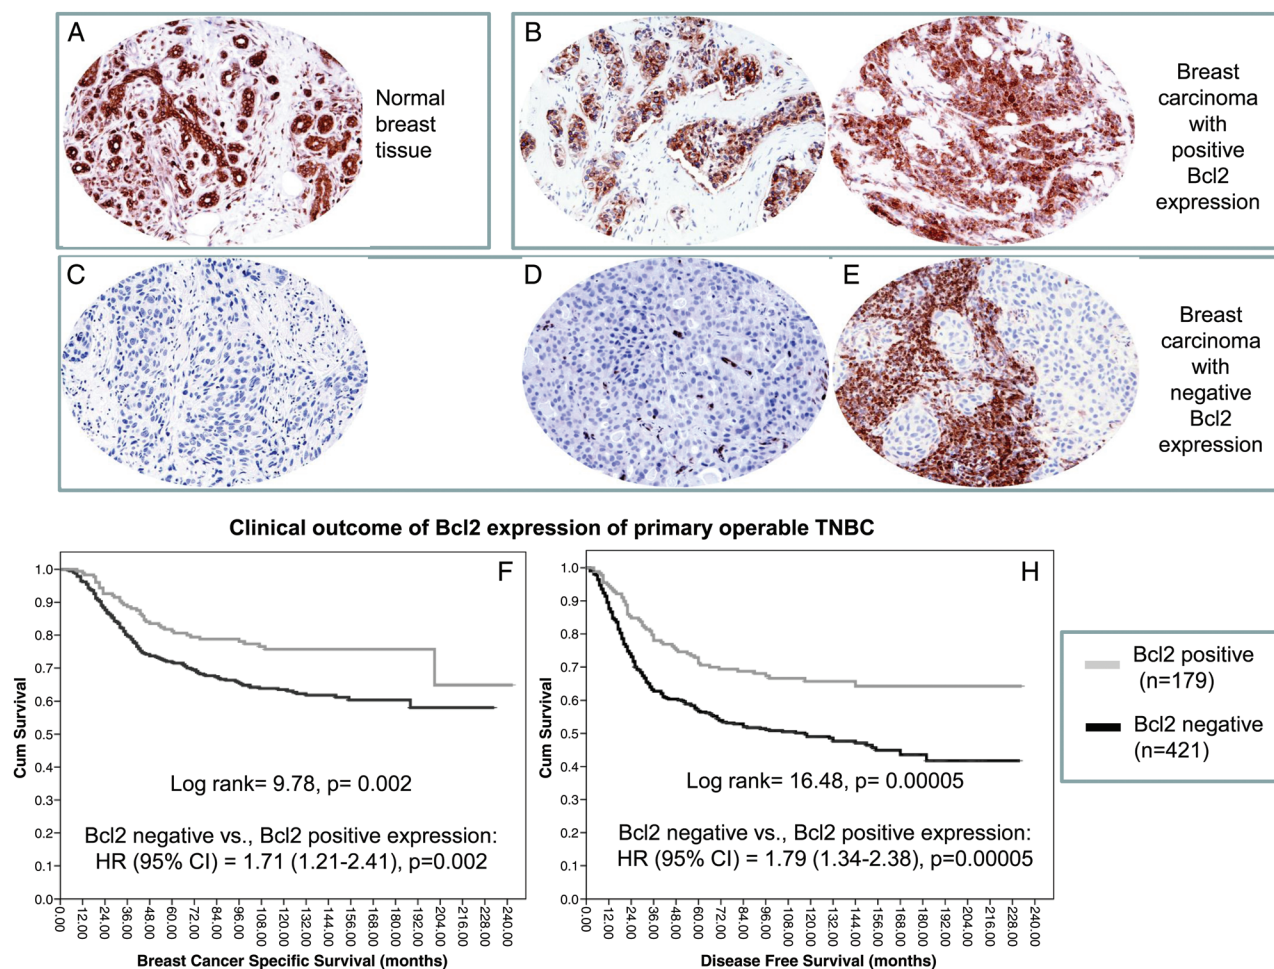 A
Normal
breast
tissue
B
Breast
carcinoma
with
positive
Bcl2
expression
C
D
E
Breast
carcinoma
with
negative
Bcl2
expression
Clinical outcome of Bcl2 expression of primary operable TNBC
F
1.0
0.9
0.8
0.7
0.6
0.5
0.4
0.3
0.2
0.1
0.0
Cum Survival
Log rank= 9.78, p= 0.002
Bcl2 negative vs., Bcl2 positive expression:
HR (95% CI) = 1.71 (1.21-2.41), p=0.002
0.00
12.00
24.00
36.00
48.00
60.00
72.00
84.00
96.00
108.00
120.00
132.00
144.00
156.00
168.00
180.00
192.00
204.00
216.00
228.00
240.00
Breast Cancer Specific Survival (months)
H
1.0
0.9
0.8
0.7
0.6
0.5
0.4
0.3
0.2
0.1
0.0
Cum Survival
Log rank= 16.48, p= 0.00005
Bcl2 negative vs., Bcl2 positive expression:
HR (95% CI) = 1.79 (1.34-2.38), p=0.00005
0.00
12.00
24.00
36.00
48.00
60.00
72.00
84.00
96.00
108.00
120.00
132.00
144.00
156.00
168.00
180.00
192.00
204.00
216.00
228.00
240.00
Disease Free Survival (months)
Bcl2 positive
(n=179)
Bcl2 negative
(n=421)